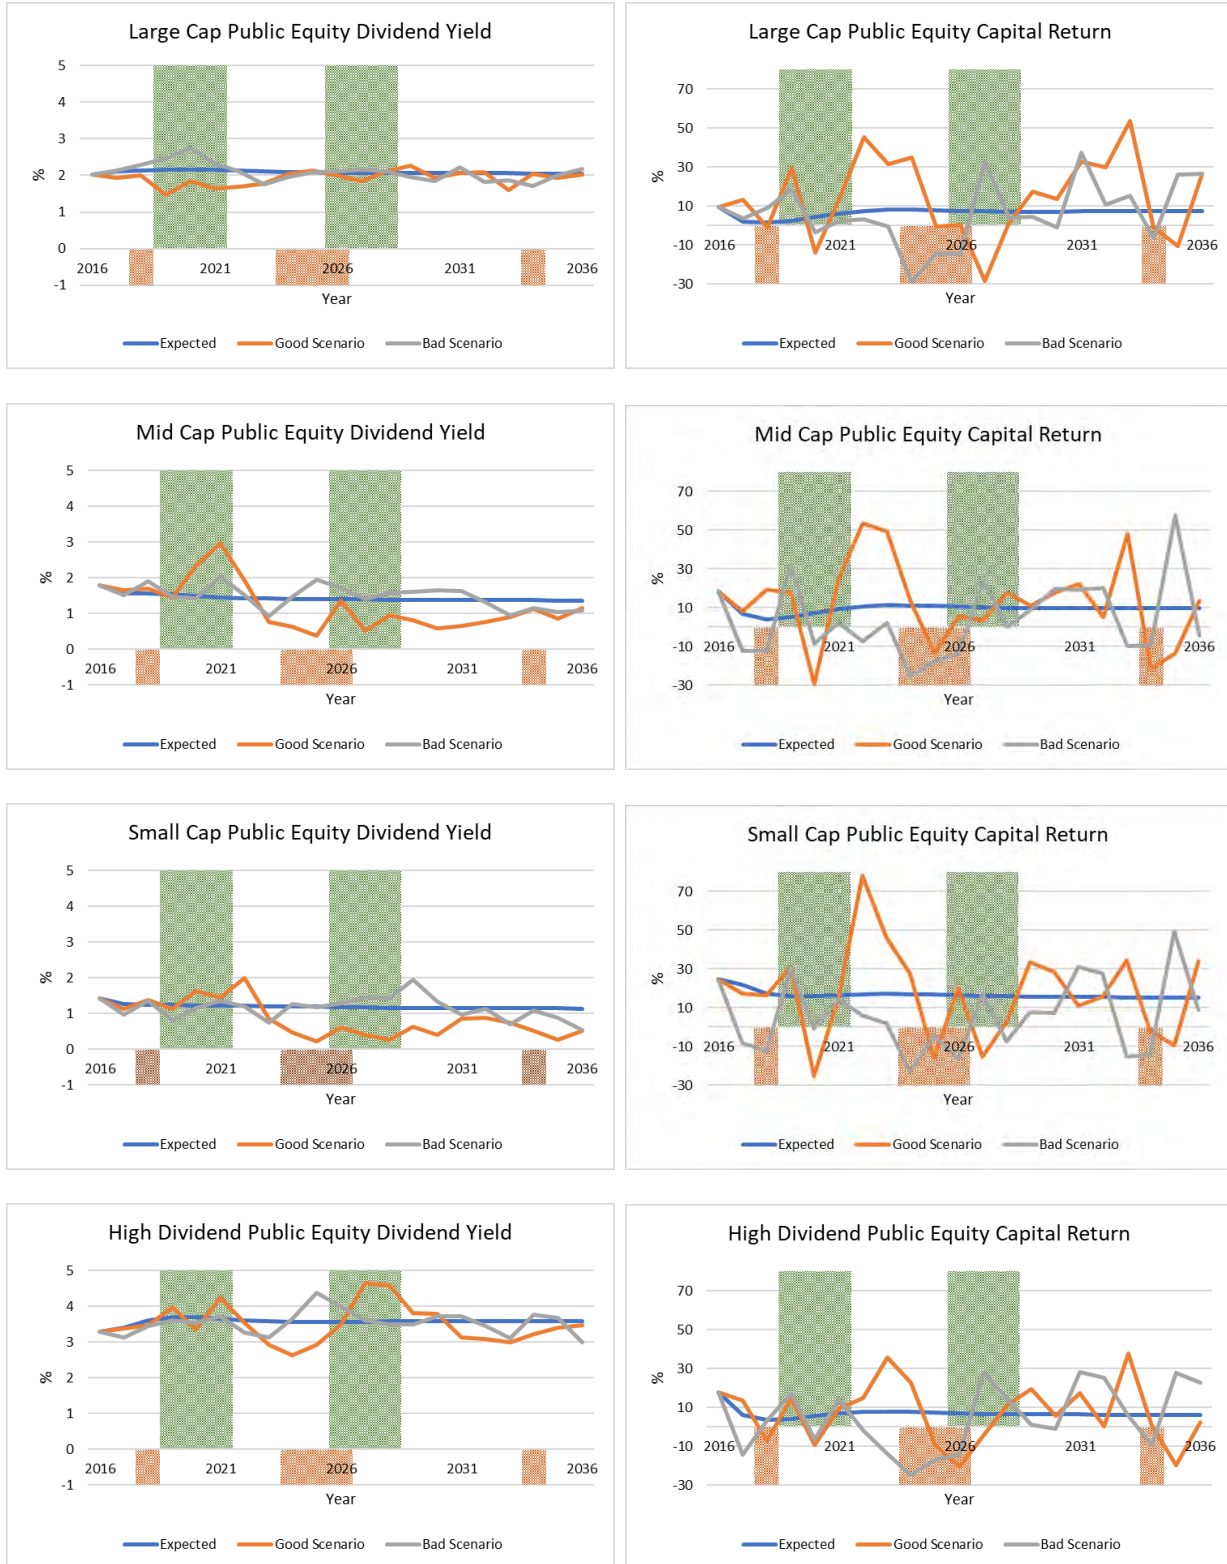 Large Cap Public Equity Dividend Yield
5
4
3
2
1
0
-1
%
2016 2021 2026 2031 2036
Year
Expected Good Scenario Bad Scenario
Large Cap Public Equity Capital Return
70
50
30
10
-10
-30
%
2016 2021 2026 2031 2036
Year
Expected Good Scenario Bad Scenario
Mid Cap Public Equity Dividend Yield
5
4
3
2
1
0
-1
%
2016 2021 2026 2031 2036
Year
Expected Good Scenario Bad Scenario
Mid Cap Public Equity Capital Return
70
50
30
10
-10
-30
%
2016 2021 2026 2031 2036
Year
Expected Good Scenario Bad Scenario
Small Cap Public Equity Dividend Yield
5
4
3
2
1
0
-1
%
2016 2021 2026 2031 2036
Year
Expected Good Scenario Bad Scenario
Small Cap Public Equity Capital Return
70
50
30
10
-10
-30
%
2016 2021 2026 2031 2036
Year
Expected Good Scenario Bad Scenario
High Dividend Public Equity Dividend Yield
5
4
3
2
1
0
-1
%
2016 2021 2026 2031 2036
Year
Expected Good Scenario Bad Scenario
High Dividend Public Equity Capital Return
70
50
30
10
-10
-30
%
2016 2021 2026 2031 2036
Year
Expected Good Scenario Bad Scenario